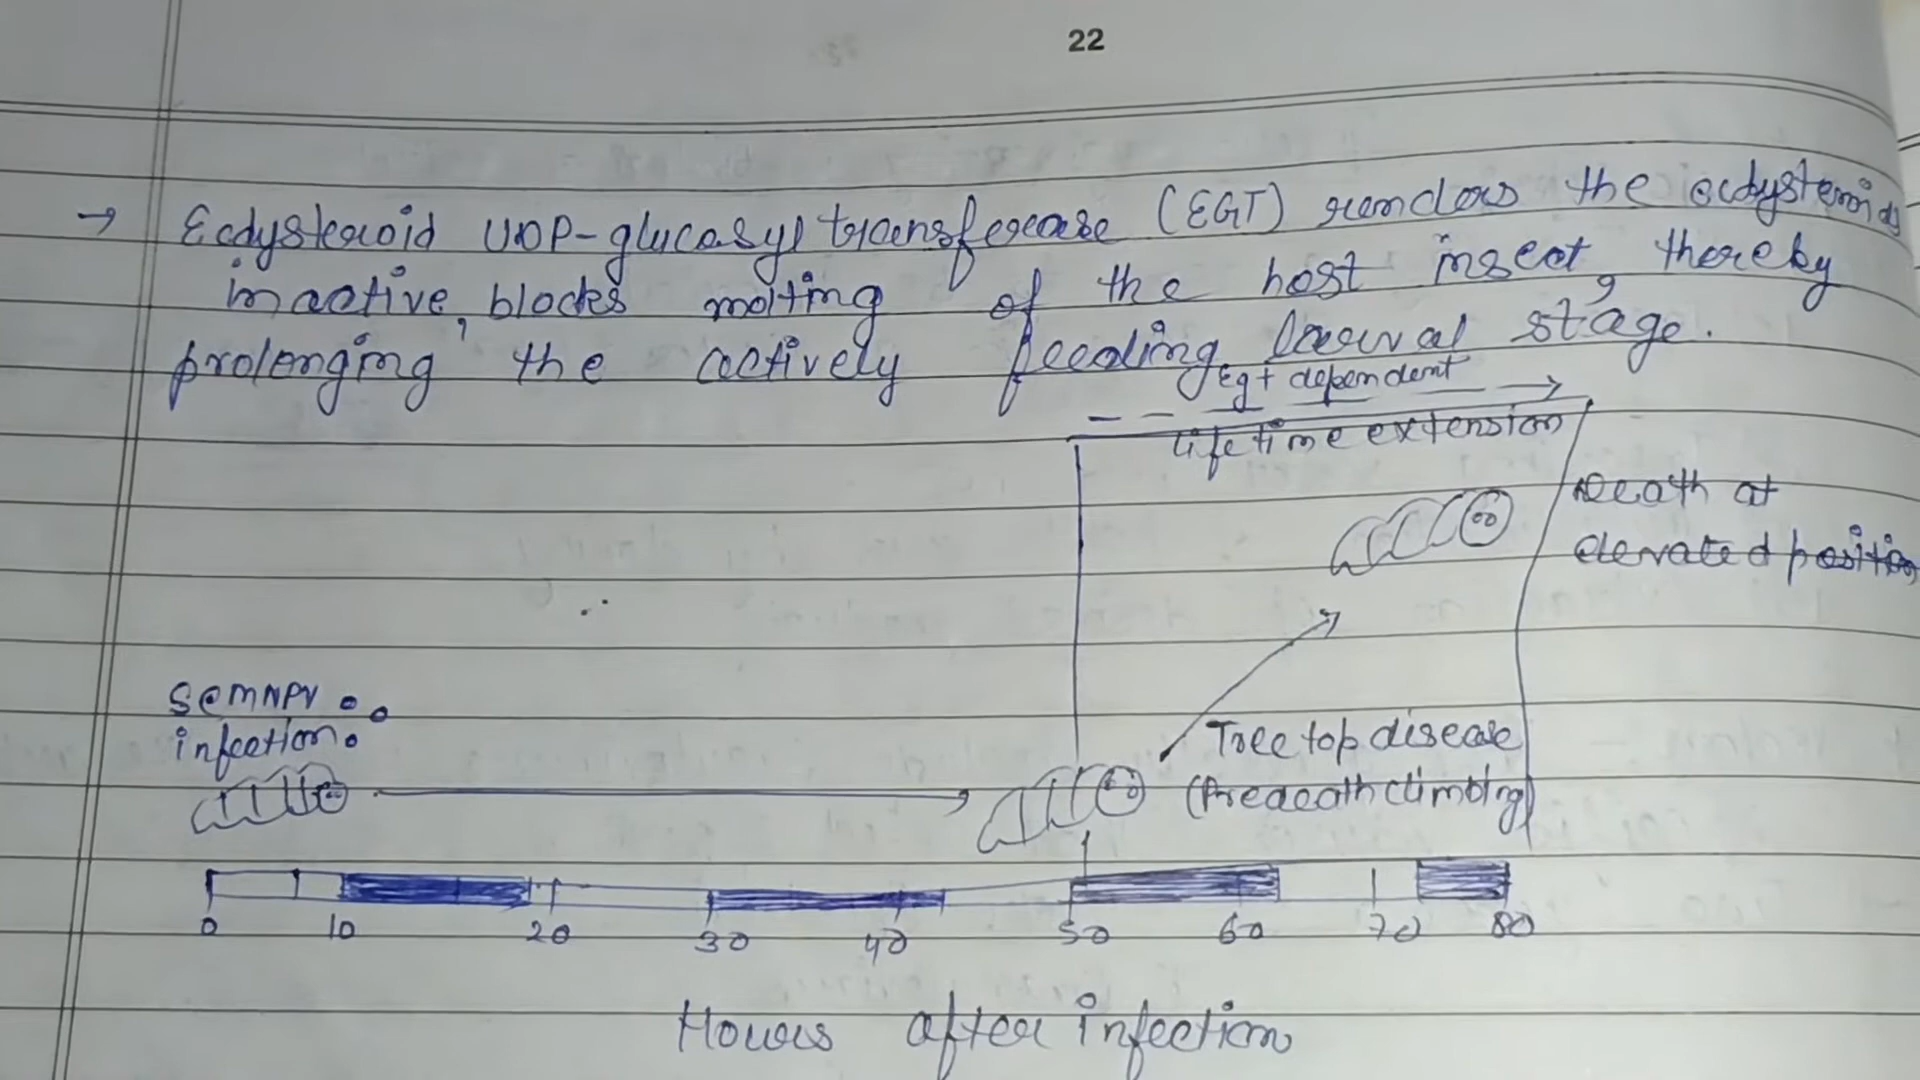 22
→ Ecdysteroid UDP-glucosyl transferase (EGT) renders the ecdysteroids
inactive, blocks molting of the host insect, thereby
prolonging the actively feeding larval stage.
Egt dependent
Lifetime extension
Death at
elevated position
SeMNPV
infection
Tree top disease
(Predeath climbing)
0 10 20 30 40 50 60 70 80
Hours after infection